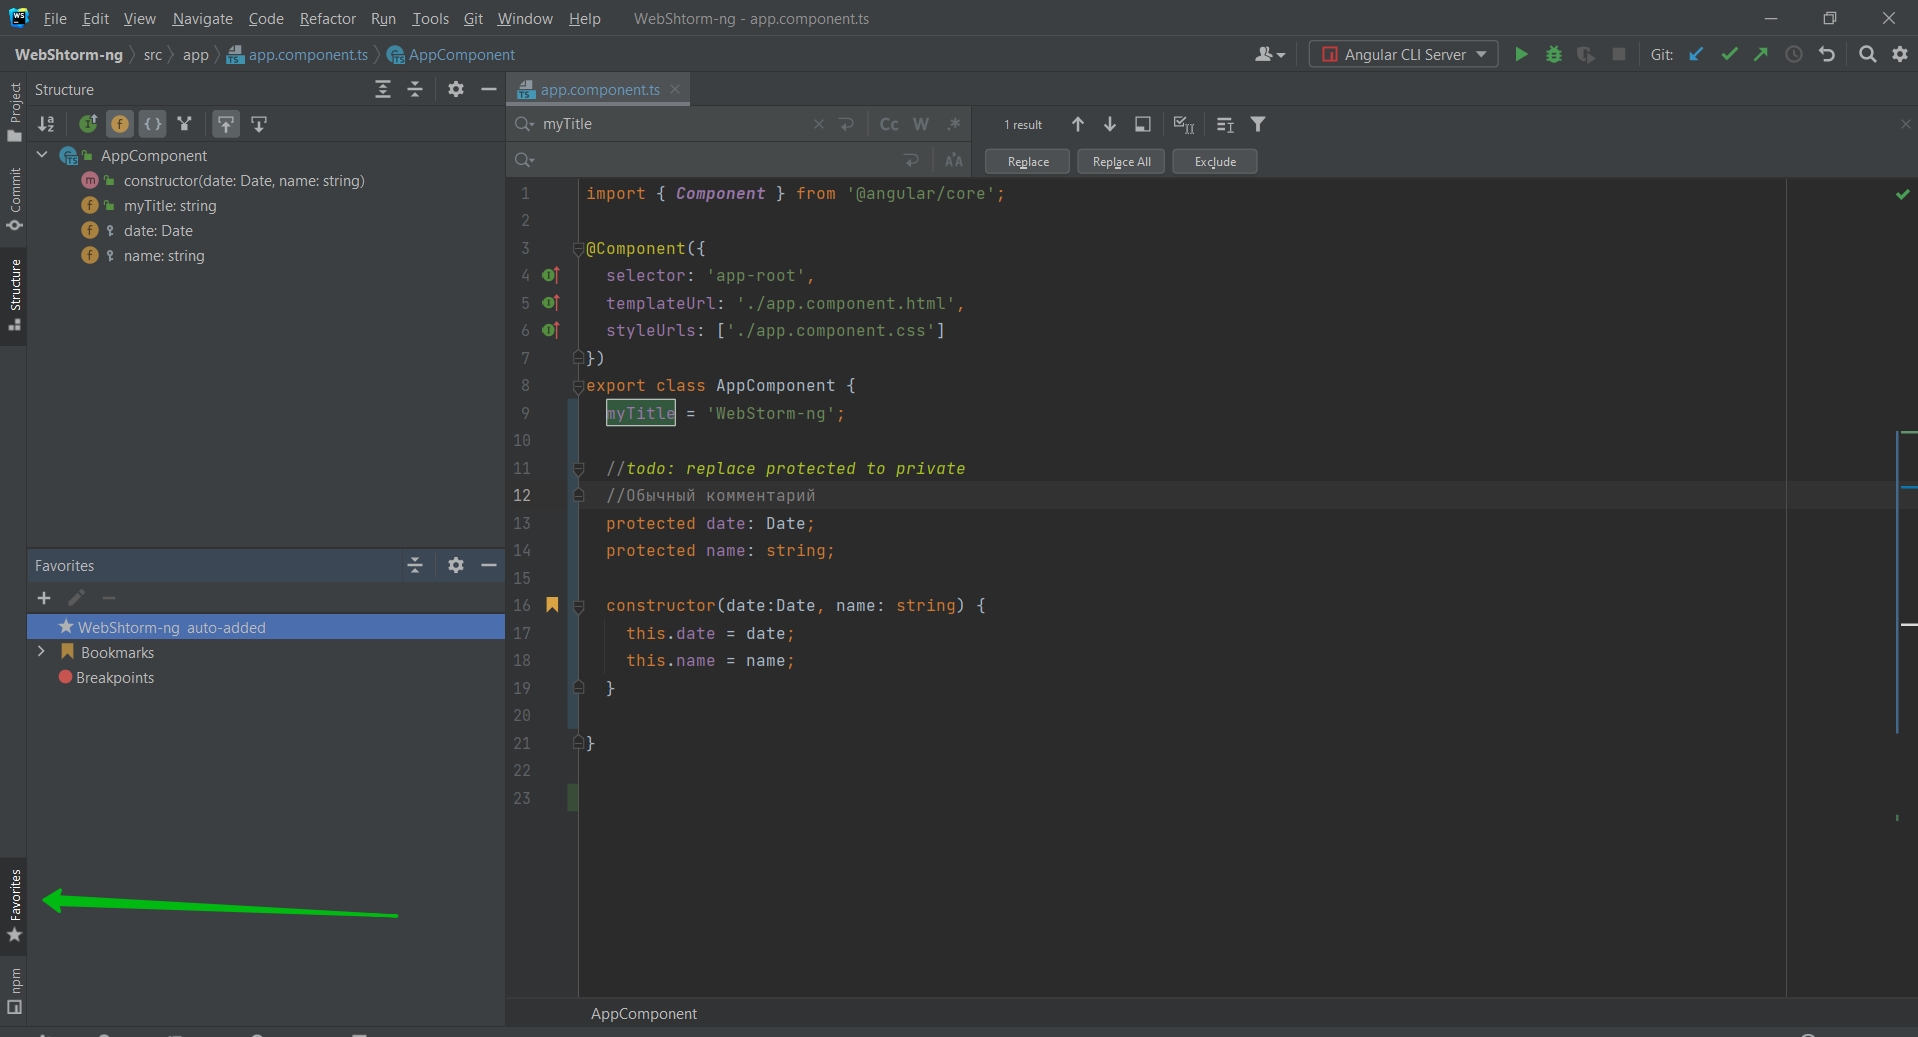 File Edit View Navigate Code Refactor Run Tools Git Window Help WebShtorm-ng - app.component.ts
WebShtorm-ng src app app.component.ts AppComponent Angular CLI Server Git:
Project
Commit
Structure
Favorites
npm
Structure
AppComponent
constructor(date: Date, name: string)
myTitle: string
date: Date
name: string
Favorites
WebShtorm-ng auto-added
Bookmarks
Breakpoints
app.component.ts
myTitle Cc W .* 1 result
Replace Replace All Exclude
1 import { Component } from '@angular/core';
2
3 @Component({
4 selector: 'app-root',
5 templateUrl: './app.component.html',
6 styleUrls: ['./app.component.css']
7 })
8 export class AppComponent {
9 myTitle = 'WebStorm-ng';
10
11 //todo: replace protected to private
12 //Обычный комментарий
13 protected date: Date;
14 protected name: string;
15
16 constructor(date:Date, name: string) {
17 this.date = date;
18 this.name = name;
19 }
20
21 }
22
23
AppComponent